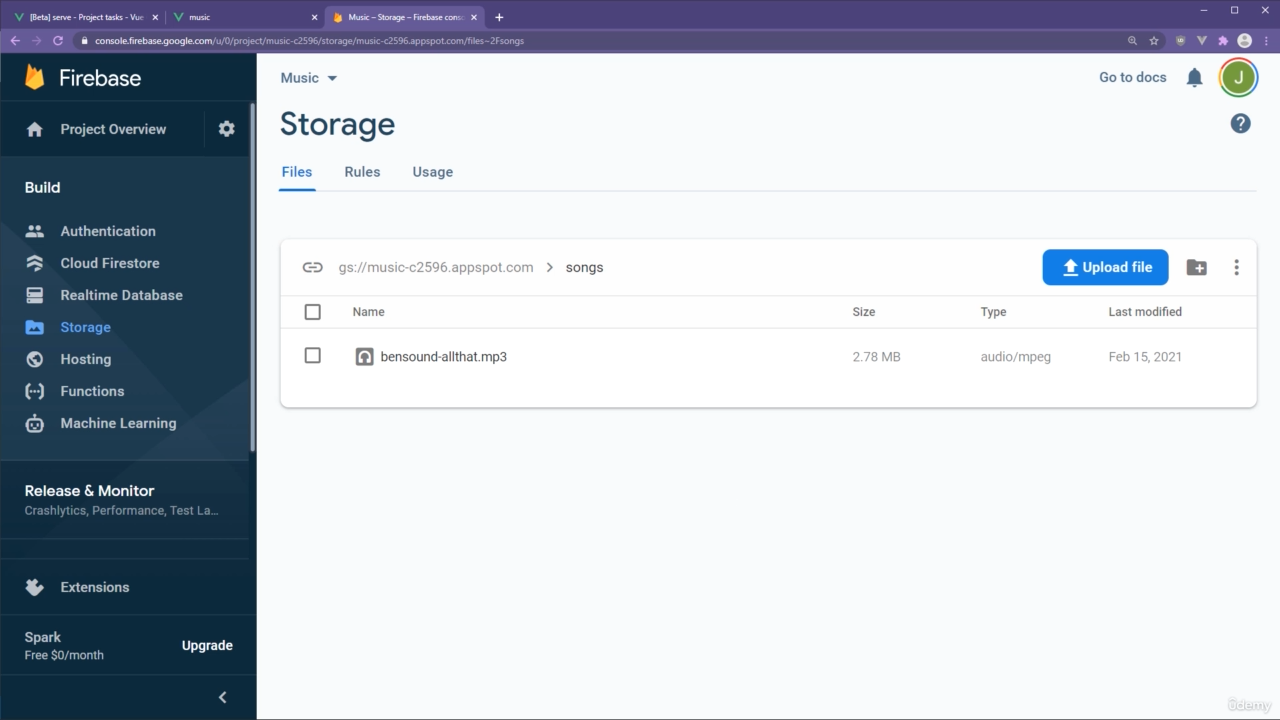 [Beta] serve - Project tasks - Vue
music
Music – Storage – Firebase cons
console.firebase.google.com/u/0/project/music-c2596/storage/music-c2596.appspot.com/files~2Fsongs
Firebase
Project Overview
Build
Authentication
Cloud Firestore
Realtime Database
Storage
Hosting
Functions
Machine Learning
Release & Monitor
Crashlytics, Performance, Test La...
Extensions
Spark
Free $0/month
Upgrade
Music
Go to docs
J
Storage
Files Rules Usage
gs://music-c2596.appspot.com > songs
Upload file
Name Size Type Last modified
bensound-allthat.mp3 2.78 MB audio/mpeg Feb 15, 2021
ûdemy